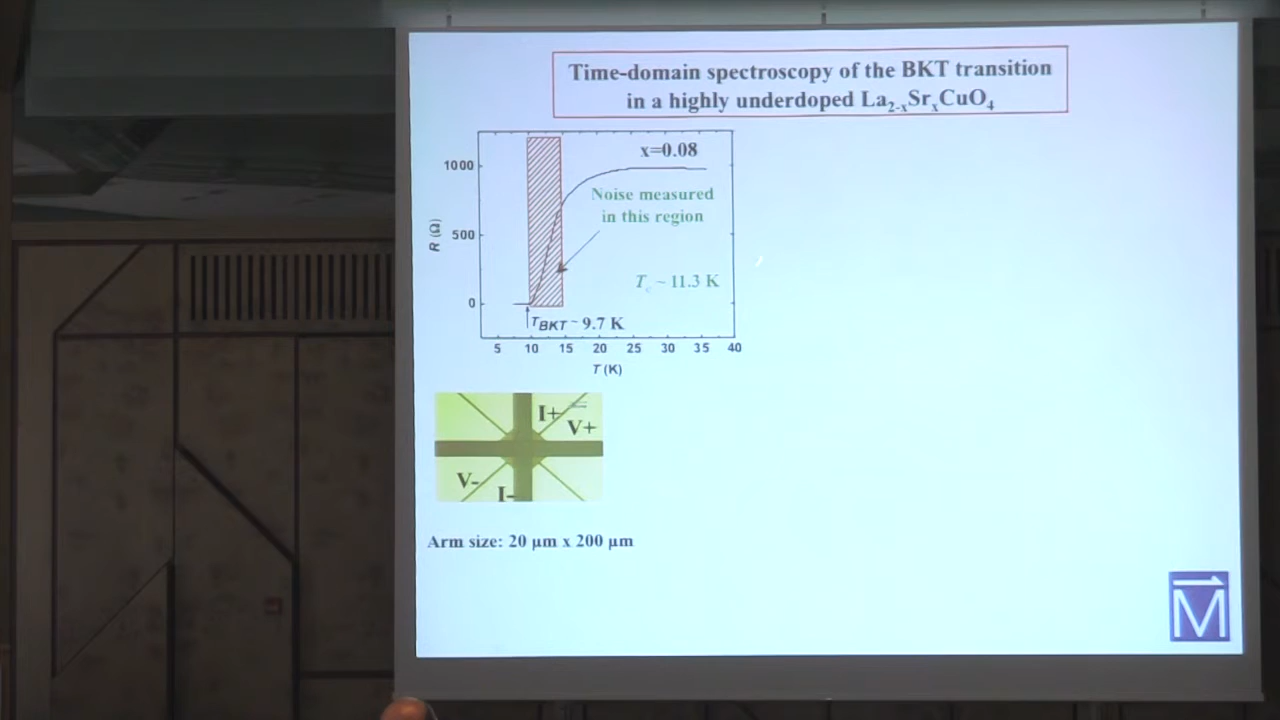 Time-domain spectroscopy of the BKT transition
in a highly underdoped La₂₋ₓSrₓCuO₄
x=0.08
1000
Noise measured
in this region
R (Ω)
500
T꜀ ~ 11.3 K
0
T_BKT ~ 9.7 K
5 10 15 20 25 30 35 40
T (K)
I+
V+
V-
I-
Arm size: 20 µm x 200 µm
M